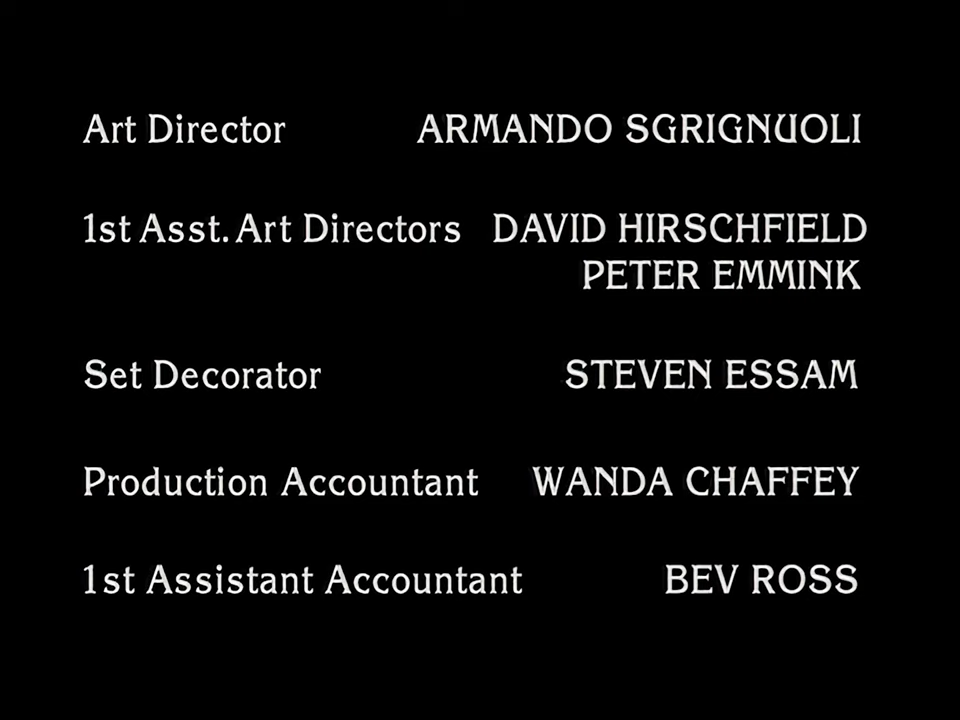 Art Director ARMANDO SGRIGNUOLI
1st Asst. Art Directors DAVID HIRSCHFIELD
PETER EMMINK
Set Decorator STEVEN ESSAM
Production Accountant WANDA CHAFFEY
1st Assistant Accountant BEV ROSS